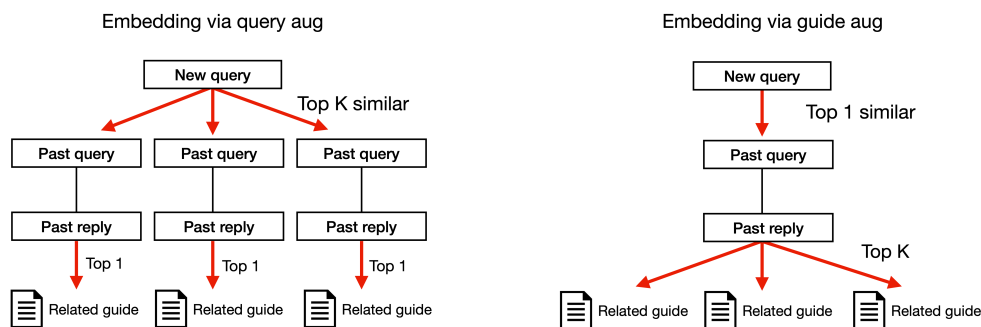 Embedding via query aug
New query
Top K similar
Past query Past query Past query
Past reply Past reply Past reply
Top 1 Top 1 Top 1
Related guide Related guide Related guide
Embedding via guide aug
New query
Top 1 similar
Past query
Past reply
Top K
Related guide Related guide Related guide